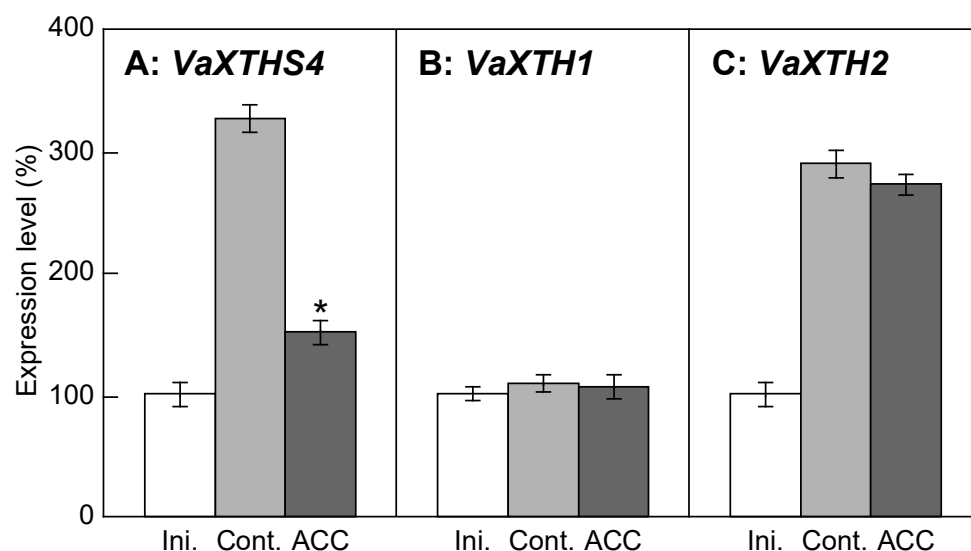 Expression level (%)
400
300
200
100
0
A: VaXTHS4
B: VaXTH1
C: VaXTH2
*
Ini. Cont. ACC
Ini. Cont. ACC
Ini. Cont. ACC